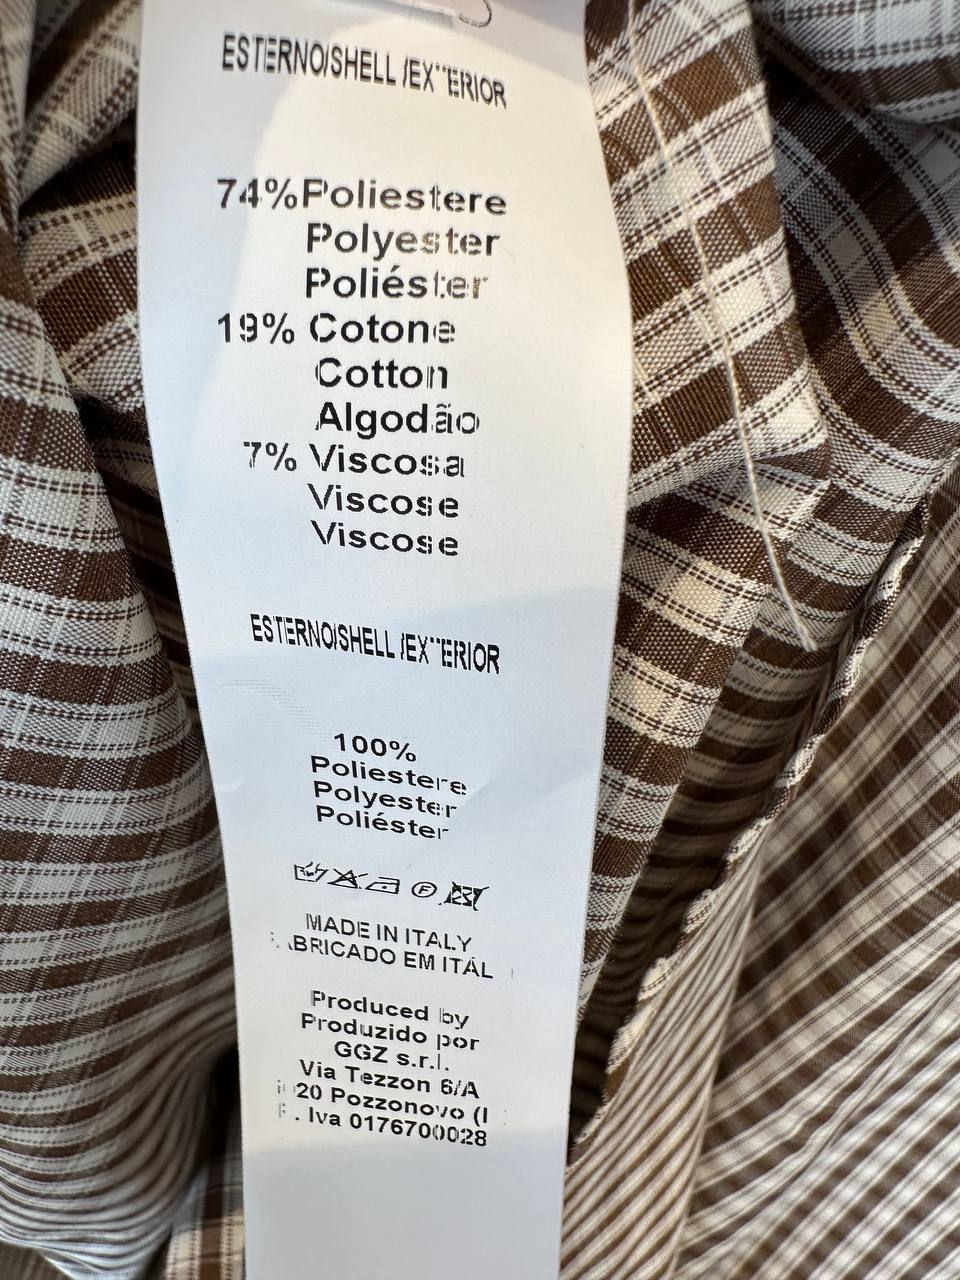 ESTERNO/SHELL /EXTERIOR
74% Poliestere
Polyester
Poliéster
19% Cotone
Cotton
Algodão
7% Viscosa
Viscose
Viscose
ESTERNO/SHELL /EXTERIOR
100%
Poliestere
Polyester
Poliéster
MADE IN ITALY
ABRICADO EM ITÁL
Produced by
Produzido por
GGZ s.r.l.
Via Tezzon 6/A
20 Pozzonovo (
. Iva 0176700028